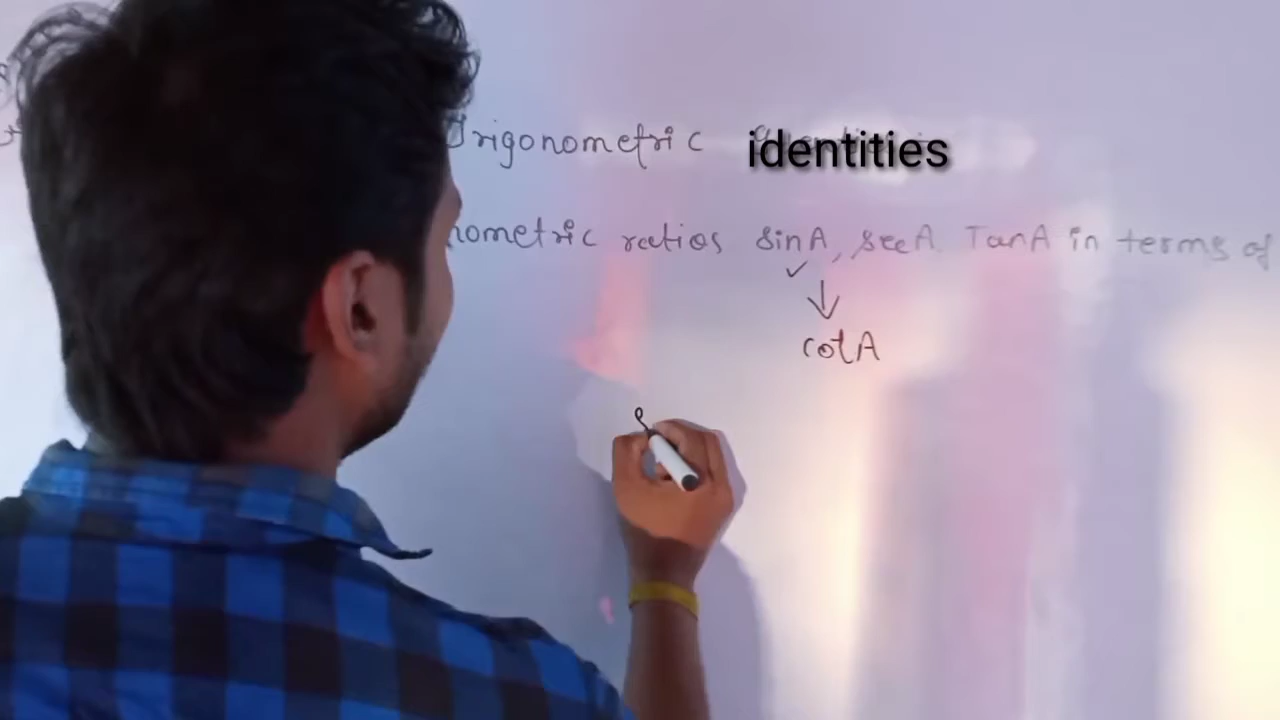 Trigonometric identities
nometric ratios sinA, secA TanA in terms of
cotA